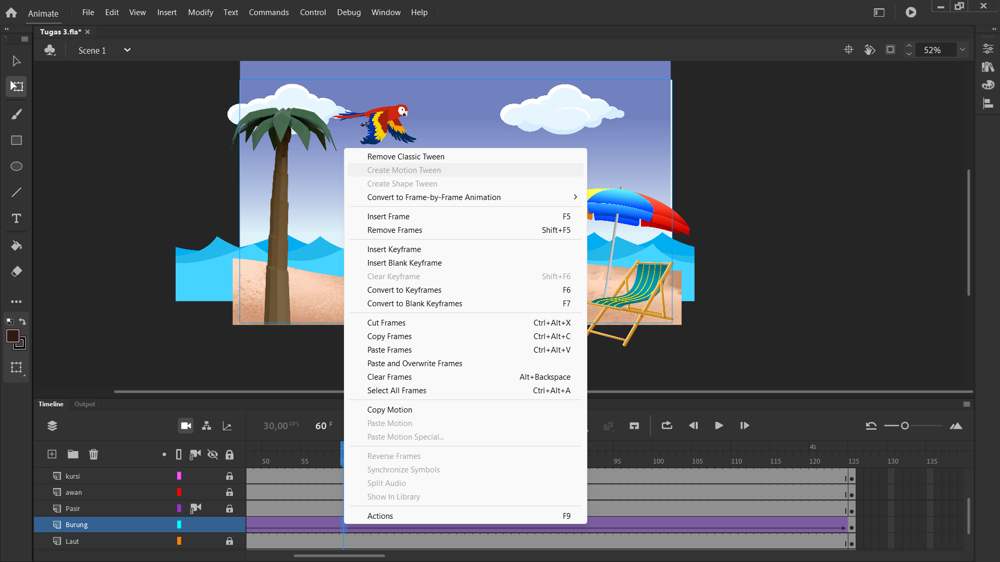 Animate
File Edit View Insert Modify Text Commands Control Debug Window Help
Tugas 3.fla*
Scene 1
52%
Remove Classic Tween
Create Motion Tween
Create Shape Tween
Convert to Frame-by-Frame Animation
Insert Frame F5
Remove Frames Shift+F5
Insert Keyframe
Insert Blank Keyframe
Clear Keyframe Shift+F6
Convert to Keyframes F6
Convert to Blank Keyframes F7
Cut Frames Ctrl+Alt+X
Copy Frames Ctrl+Alt+C
Paste Frames Ctrl+Alt+V
Paste and Overwrite Frames
Clear Frames Alt+Backspace
Select All Frames Ctrl+Alt+A
Copy Motion
Paste Motion
Paste Motion Special...
Reverse Frames
Synchronize Symbols
Split Audio
Show In Library
Actions F9
Timeline Output
30,00 FPS 60 F
4s
50 55 95 100 105 110 115 120 125 130 135
kursi
awan
Pasir
Burung
Laut